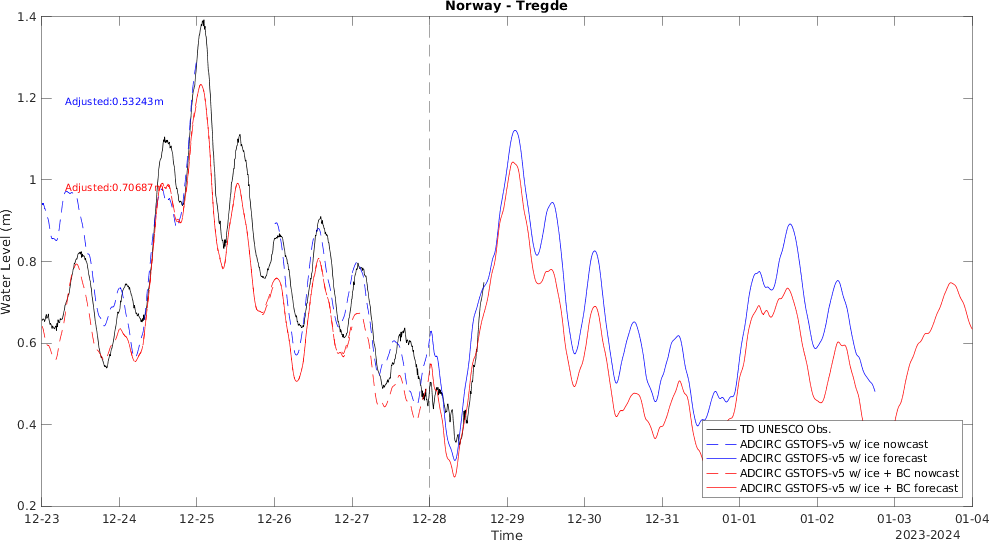 Norway - Tregde
1.4
1.2
1
0.8
0.6
0.4
0.2
Water Level (m)
Adjusted:0.53243m
Adjusted:0.70687m
TD UNESCO Obs.
ADCIRC GSTOFS-v5 w/ ice nowcast
ADCIRC GSTOFS-v5 w/ ice forecast
ADCIRC GSTOFS-v5 w/ ice + BC nowcast
ADCIRC GSTOFS-v5 w/ ice + BC forecast
12-23 12-24 12-25 12-26 12-27 12-28 12-29 12-30 12-31 01-01 01-02 01-03 01-04
Time
2023-2024